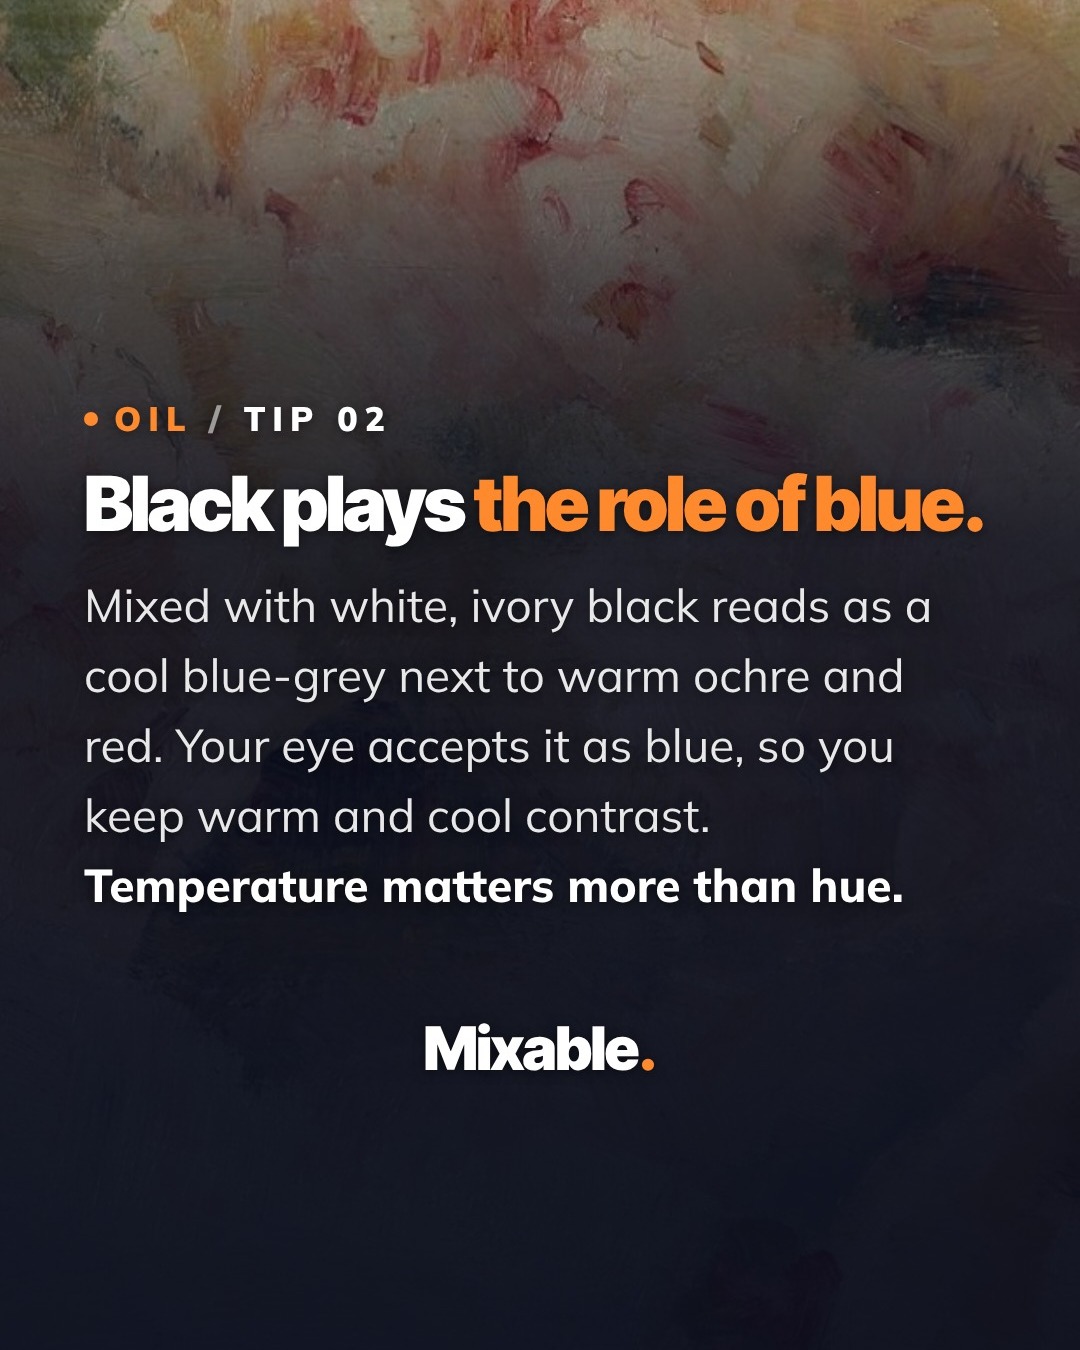 • OIL / TIP 02
Black plays the role of blue.
Mixed with white, ivory black reads as a
cool blue-grey next to warm ochre and
red. Your eye accepts it as blue, so you
keep warm and cool contrast.
Temperature matters more than hue.
Mixable.